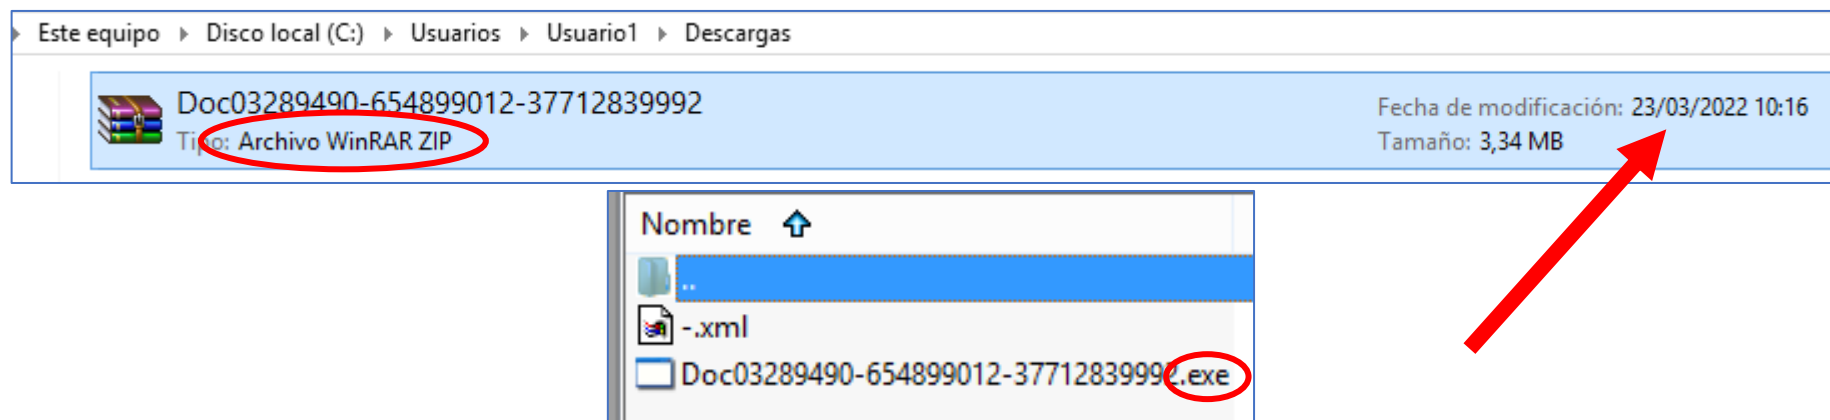 Este equipo Disco local (C:) Usuarios Usuario1 Descargas
Doc03289490-654899012-37712839992
Fecha de modificación: 23/03/2022 10:16
Tipo: Archivo WinRAR ZIP
Tamaño: 3,34 MB
Nombre
..
-.xml
Doc03289490-654899012-37712839992.exe